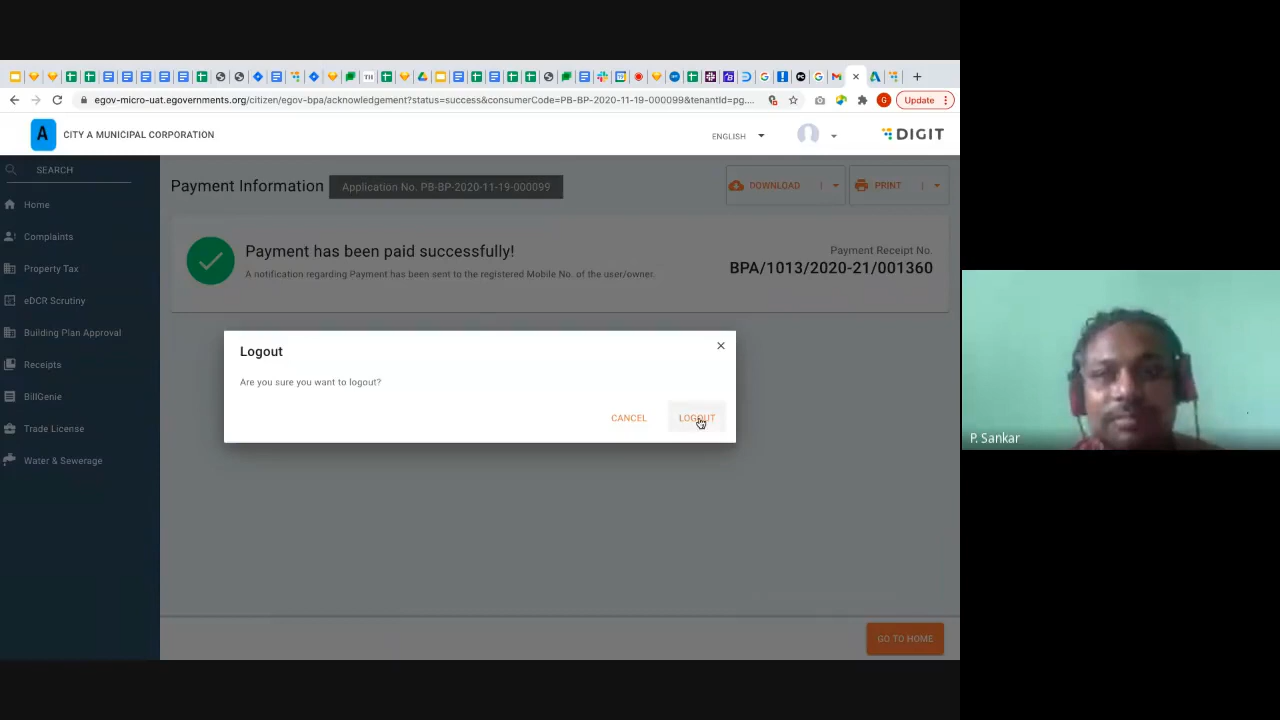 egov-micro-uat.egovernments.org/citizen/egov-bpa/acknowledgement?status=success&consumerCode=PB-BP-2020-11-19-000099&tenantId=pg....
G
Update
A
CITY A MUNICIPAL CORPORATION
ENGLISH
DIGIT
SEARCH
Home
Complaints
Property Tax
eDCR Scrutiny
Building Plan Approval
Receipts
BillGenie
Trade License
Water & Sewerage
Payment Information
Application No. PB-BP-2020-11-19-000099
DOWNLOAD
PRINT
Payment has been paid successfully!
A notification regarding Payment has been sent to the registered Mobile No. of the user/owner.
Payment Receipt No.
BPA/1013/2020-21/001360
Logout
Are you sure you want to logout?
CANCEL
LOGOUT
GO TO HOME
P. Sankar